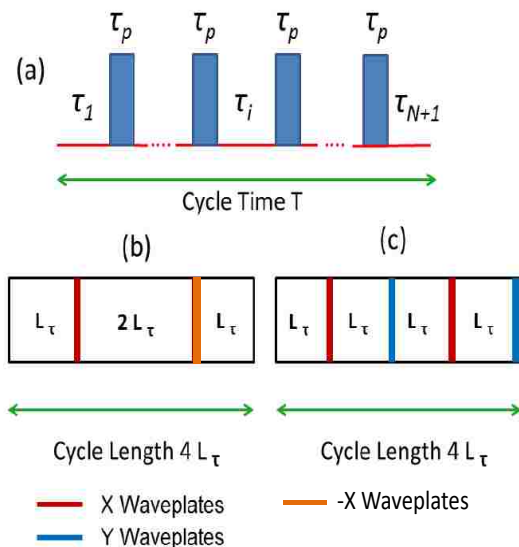 τp τp τp τp
(a)
τ1 τi τN+1
Cycle Time T
(b) (c)
Lτ 2 Lτ Lτ Lτ Lτ Lτ Lτ
Cycle Length 4 Lτ Cycle Length 4 Lτ
X Waveplates -X Waveplates
Y Waveplates